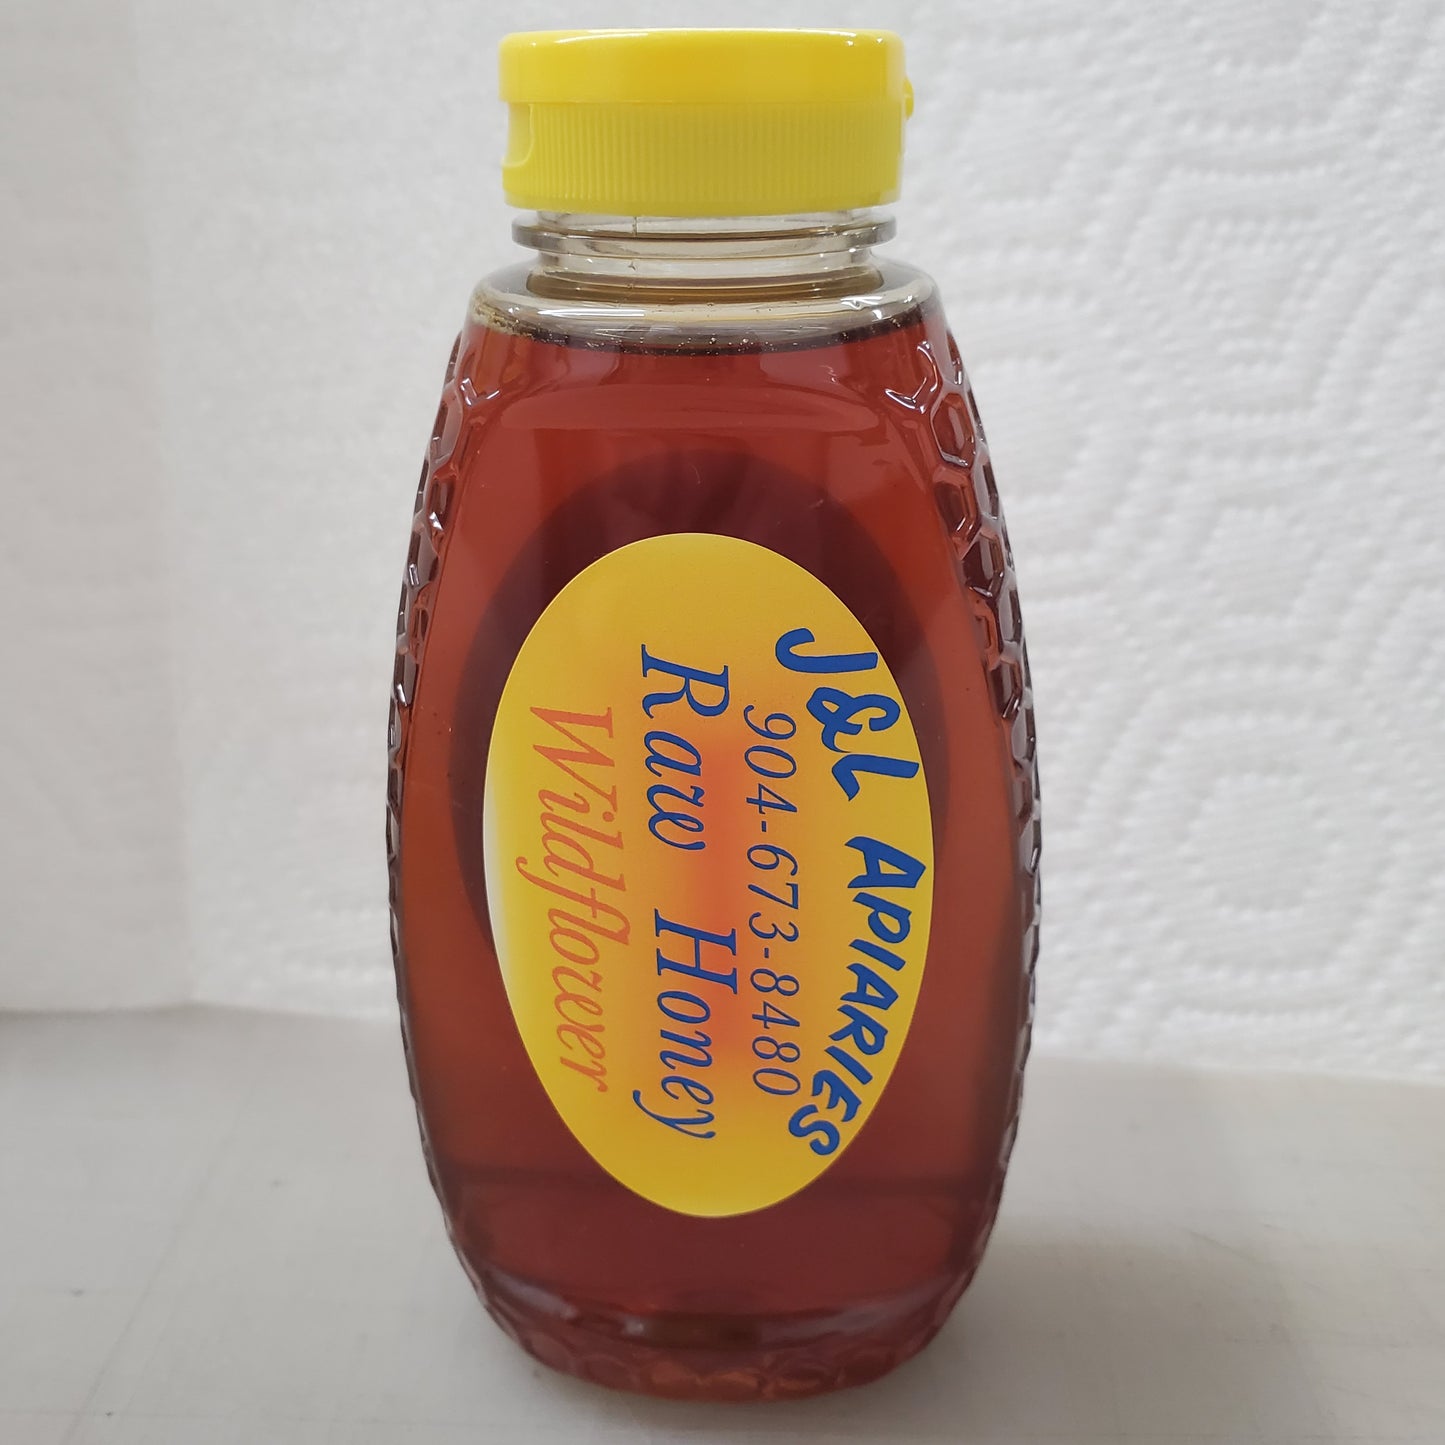 J&L APIARIES
904-673-8480
Raw Honey
Wildflower